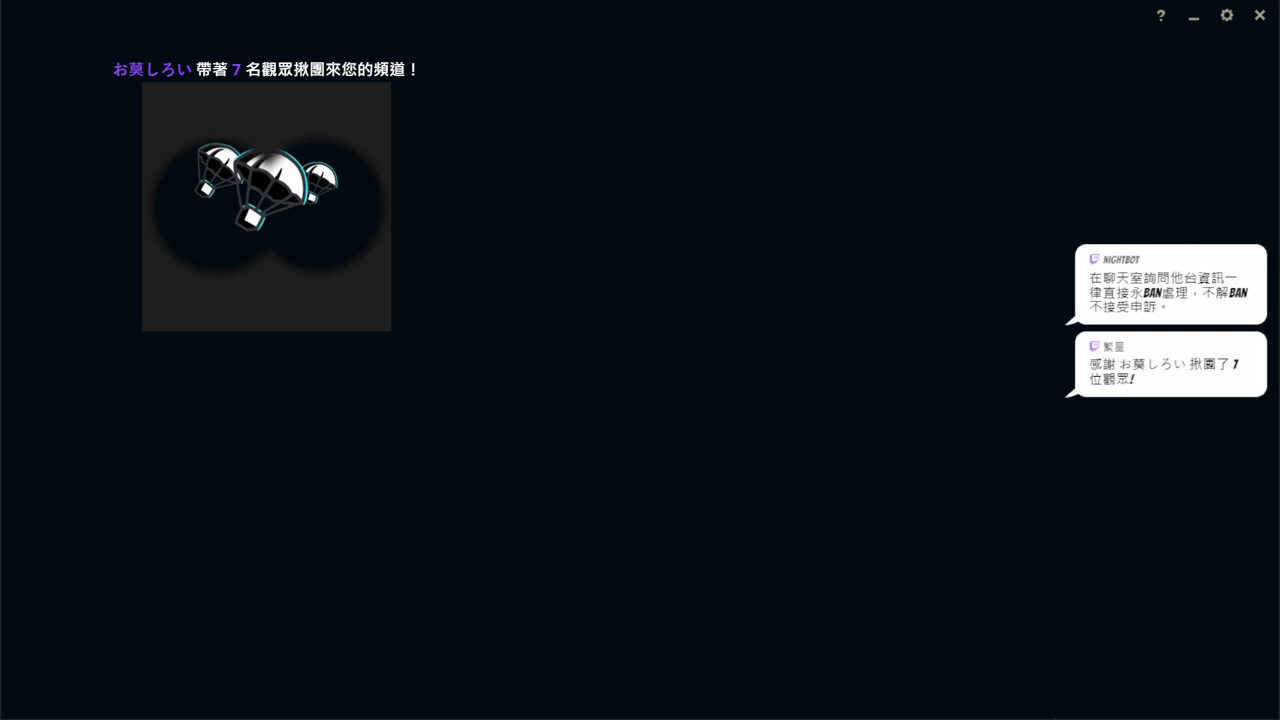 お莫しろい 帶著 7 名觀眾揪團來您的頻道！
NIGHTBOT
在聊天室詢問他台資訊一
律直接永BAN處理，不解BAN
不接受申訴。
繁星
感謝 お莫しろい 揪團了 7
位觀眾!